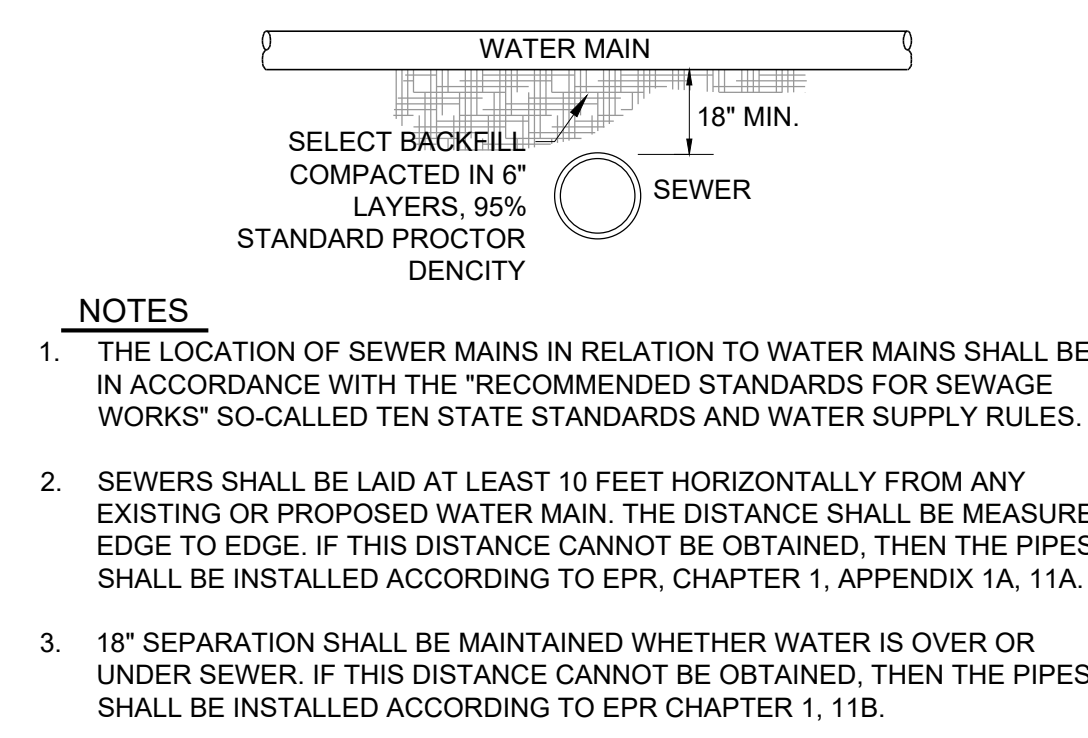 WATER MAIN
18" MIN.
SELECT BACKFILL
COMPACTED IN 6"
LAYERS, 95%
STANDARD PROCTOR
DENCITY
SEWER
NOTES
1. THE LOCATION OF SEWER MAINS IN RELATION TO WATER MAINS SHALL BE
IN ACCORDANCE WITH THE "RECOMMENDED STANDARDS FOR SEWAGE
WORKS" SO-CALLED TEN STATE STANDARDS AND WATER SUPPLY RULES.
2. SEWERS SHALL BE LAID AT LEAST 10 FEET HORIZONTALLY FROM ANY
EXISTING OR PROPOSED WATER MAIN. THE DISTANCE SHALL BE MEASURE
EDGE TO EDGE. IF THIS DISTANCE CANNOT BE OBTAINED, THEN THE PIPES
SHALL BE INSTALLED ACCORDING TO EPR, CHAPTER 1, APPENDIX 1A, 11A.
3. 18" SEPARATION SHALL BE MAINTAINED WHETHER WATER IS OVER OR
UNDER SEWER. IF THIS DISTANCE CANNOT BE OBTAINED, THEN THE PIPES
SHALL BE INSTALLED ACCORDING TO EPR CHAPTER 1, 11B.